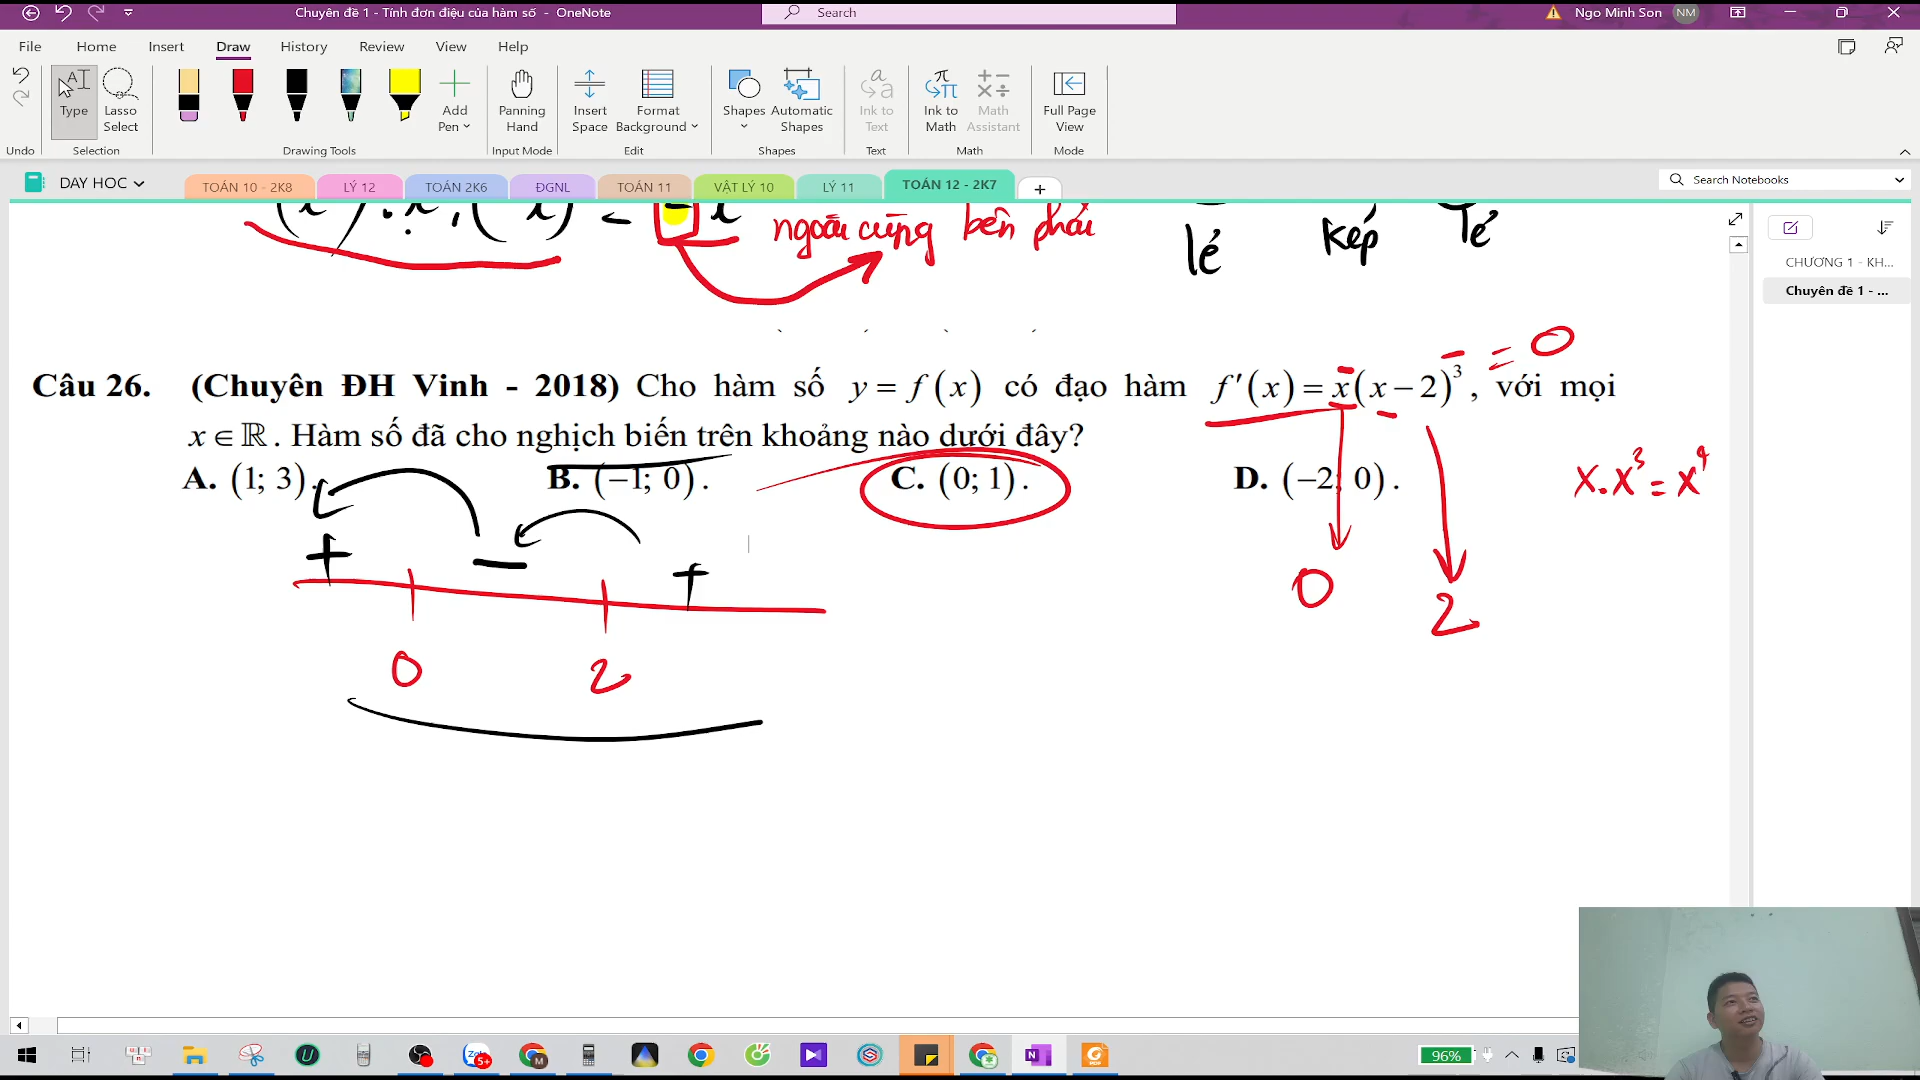 Chuyên đề 1 - Tính đơn điệu của hàm số - OneNote
Search
Ngo Minh Son
NM
File Home Insert Draw History Review View Help
Type
Lasso Select
Add Pen
Panning Hand
Insert Space
Format Background
Shapes
Automatic Shapes
Ink to Text
Ink to Math
Math Assistant
Full Page View
Undo Selection Drawing Tools Input Mode Edit Shapes Text Math Mode
DAY HOC
TOÁN 10 - 2K8
LÝ 12
TOÁN 2K6
ĐGNL
TOÁN 11
VẬT LÝ 10
LÝ 11
TOÁN 12 - 2K7
+
Search Notebooks
CHƯƠNG 1 - KH...
Chuyên đề 1 - ...
ngoài cùng bên phải
lẻ kép lẻ
= 0
Câu 26. (Chuyên ĐH Vinh - 2018) Cho hàm số y = f(x) có đạo hàm f'(x) = x(x − 2)³, với mọi
x ∈ ℝ. Hàm số đã cho nghịch biến trên khoảng nào dưới đây?
A. (1; 3). B. (−1; 0). C. (0; 1). D. (−2; 0).
x.x³ = x⁴
+ − +
0 2
0 2
96%